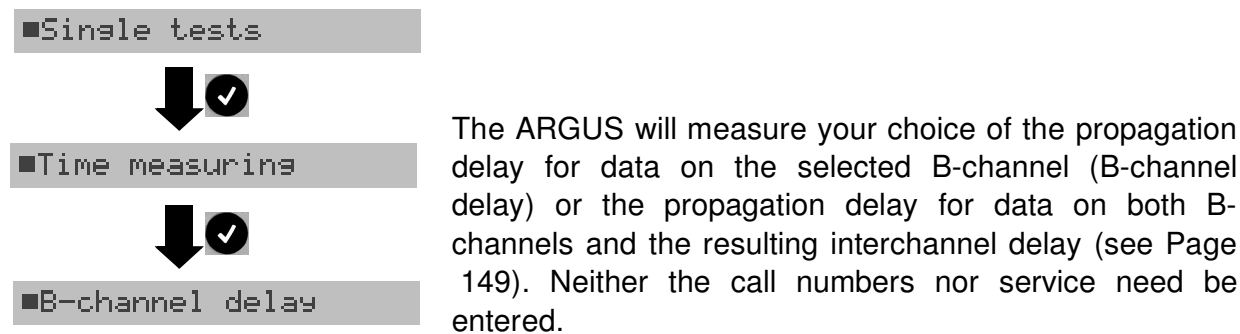 ■Single tests
■Time measuring
■B-channel delay
The ARGUS will measure your choice of the propagation
delay for data on the selected B-channel (B-channel
delay) or the propagation delay for data on both B-
channels and the resulting interchannel delay (see Page
149). Neither the call numbers nor service need be
entered.